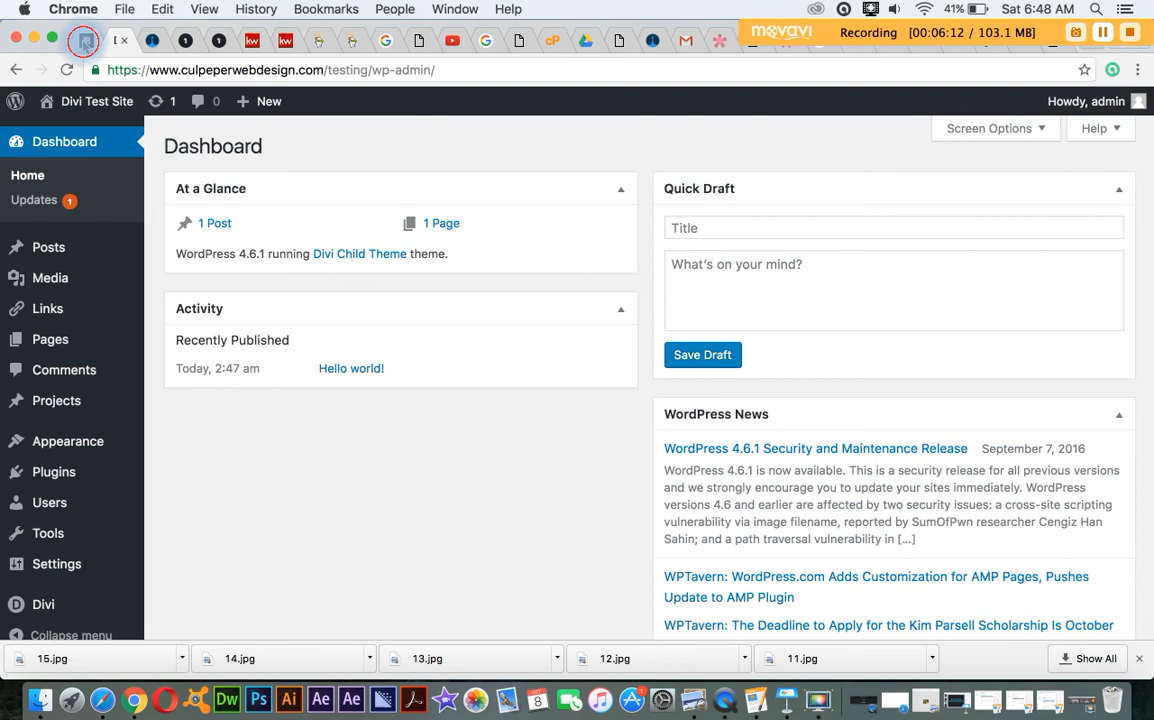 Chrome File Edit View History Bookmarks People Window Help 41% Sat 6:48 AM
movavi Recording [00:06:12 / 103.1 MB]
https://www.culpeperwebdesign.com/testing/wp-admin/
Divi Test Site 1 0 + New Howdy, admin
Screen Options Help
Dashboard
Home
Updates 1
Posts
Media
Links
Pages
Comments
Projects
Appearance
Plugins
Users
Tools
Settings
Divi
Collapse menu
Dashboard
At a Glance
1 Post 1 Page
WordPress 4.6.1 running Divi Child Theme theme.
Activity
Recently Published
Today, 2:47 am Hello world!
Quick Draft
Title
What's on your mind?
Save Draft
WordPress News
WordPress 4.6.1 Security and Maintenance Release September 7, 2016
WordPress 4.6.1 is now available. This is a security release for all previous versions
and we strongly encourage you to update your sites immediately. WordPress
versions 4.6 and earlier are affected by two security issues: a cross-site scripting
vulnerability via image filename, reported by SumOfPwn researcher Cengiz Han
Sahin; and a path traversal vulnerability in […]
WPTavern: WordPress.com Adds Customization for AMP Pages, Pushes
Update to AMP Plugin
WPTavern: The Deadline to Apply for the Kim Parsell Scholarship Is October
15.jpg 14.jpg 13.jpg 12.jpg 11.jpg Show All
Dw Ps Ai Ae Ae 8